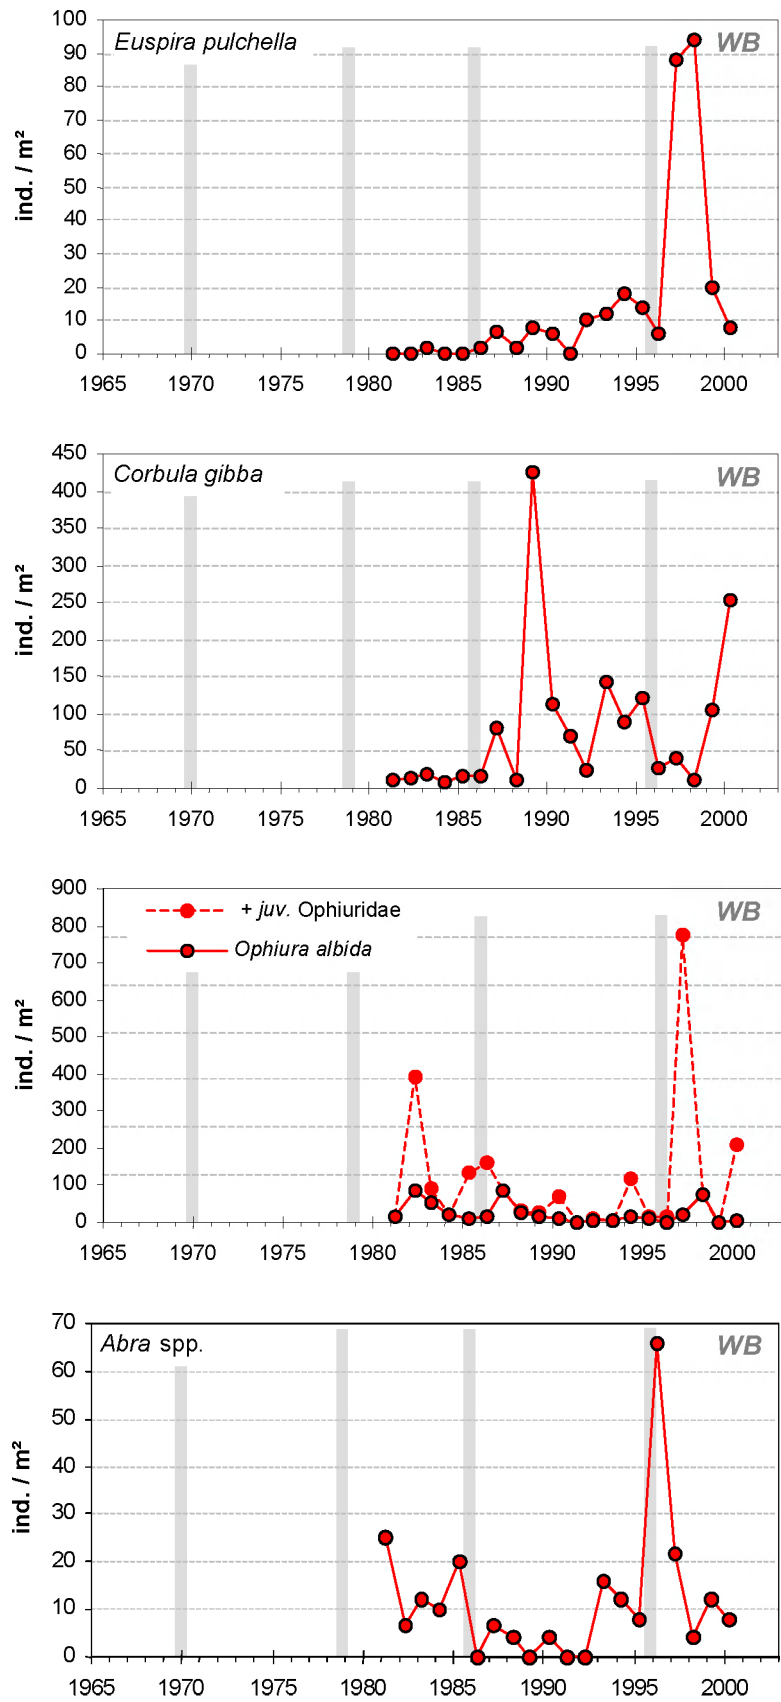 Euspira pulchella
WB
ind. / m²
100
90
80
70
60
50
40
30
20
10
0
1965 1970 1975 1980 1985 1990 1995 2000
Corbula gibba
WB
ind. / m²
450
400
350
300
250
200
150
100
50
0
1965 1970 1975 1980 1985 1990 1995 2000
+ juv. Ophiuridae
Ophiura albida
WB
ind. / m²
900
800
700
600
500
400
300
200
100
0
1965 1970 1975 1980 1985 1990 1995 2000
Abra spp.
WB
ind. / m²
70
60
50
40
30
20
10
0
1965 1970 1975 1980 1985 1990 1995 2000